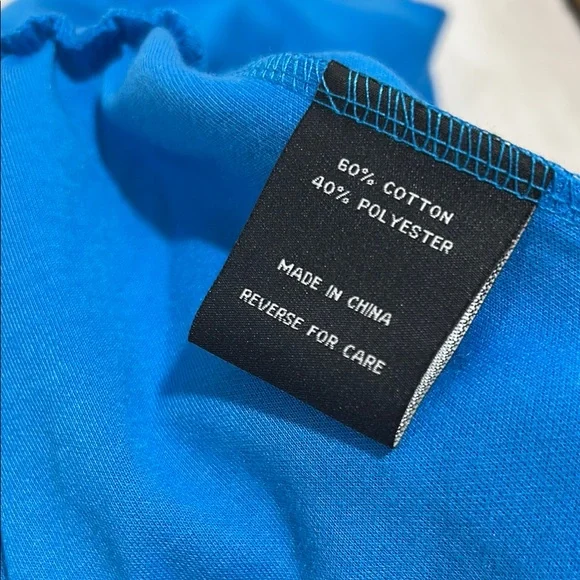 60% COTTON
40% POLYESTER
MADE IN CHINA
REVERSE FOR CARE